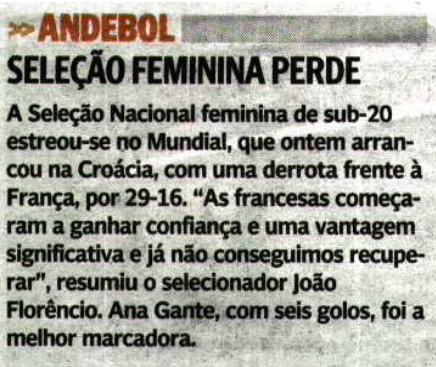 » ANDEBOL
SELEÇÃO FEMININA PERDE
A Seleção Nacional feminina de sub-20
estreou-se no Mundial, que ontem arran-
cou na Croácia, com uma derrota frente à
França, por 29-16. “As francesas começa-
ram a ganhar confiança e uma vantagem
significativa e já não conseguimos recupe-
rar”, resumiu o selecionador João
Florêncio. Ana Gante, com seis golos, foi a
melhor marcadora.